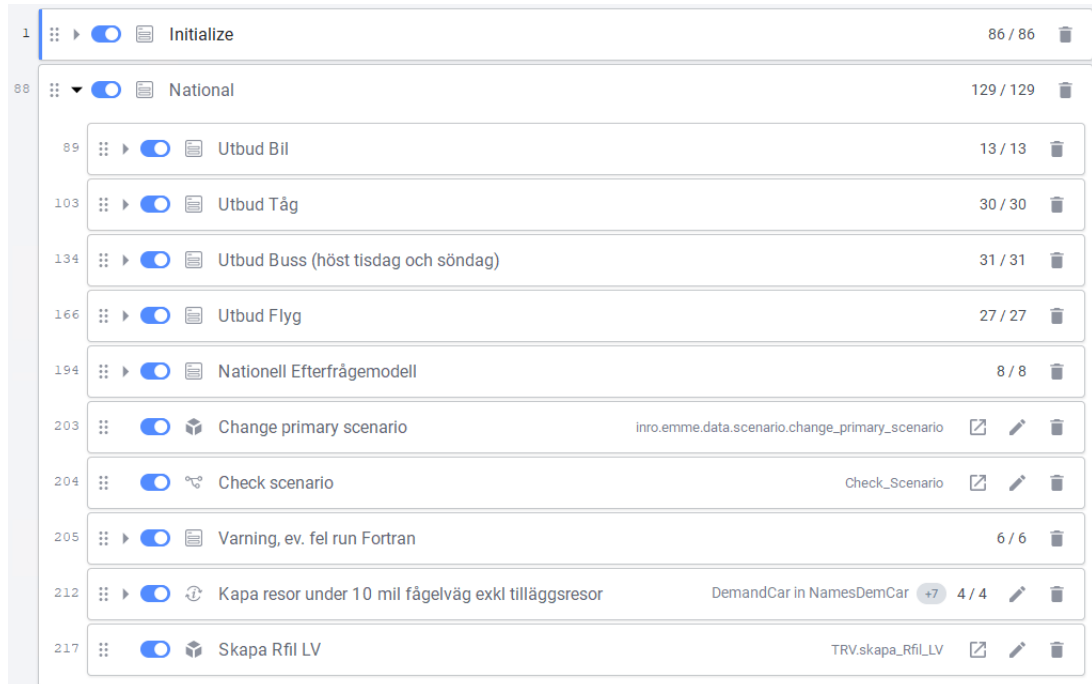 1 Initialize 86 / 86
88 National 129 / 129
89 Utbud Bil 13 / 13
103 Utbud Tåg 30 / 30
134 Utbud Buss (höst tisdag och söndag) 31 / 31
166 Utbud Flyg 27 / 27
194 Nationell Efterfrågemodell 8 / 8
203 Change primary scenario inro.emme.data.scenario.change_primary_scenario
204 Check scenario Check_Scenario
205 Varning, ev. fel run Fortran 6 / 6
212 Kapa resor under 10 mil fågelväg exkl tilläggsresor DemandCar in NamesDemCar +7 4 / 4
217 Skapa Rfil LV TRV.skapa_Rfil_LV